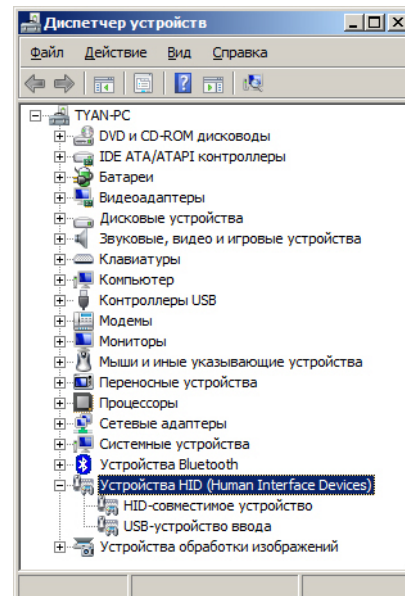 Диспетчер устройств
Файл Действие Вид Справка
TYAN-PC
DVD и CD-ROM дисководы
IDE ATA/ATAPI контроллеры
Батареи
Видеоадаптеры
Дисковые устройства
Звуковые, видео и игровые устройства
Клавиатуры
Компьютер
Контроллеры USB
Модемы
Мониторы
Мыши и иные указывающие устройства
Переносные устройства
Процессоры
Сетевые адаптеры
Системные устройства
Устройства Bluetooth
Устройства HID (Human Interface Devices)
HID-совместимое устройство
USB-устройство ввода
Устройства обработки изображений